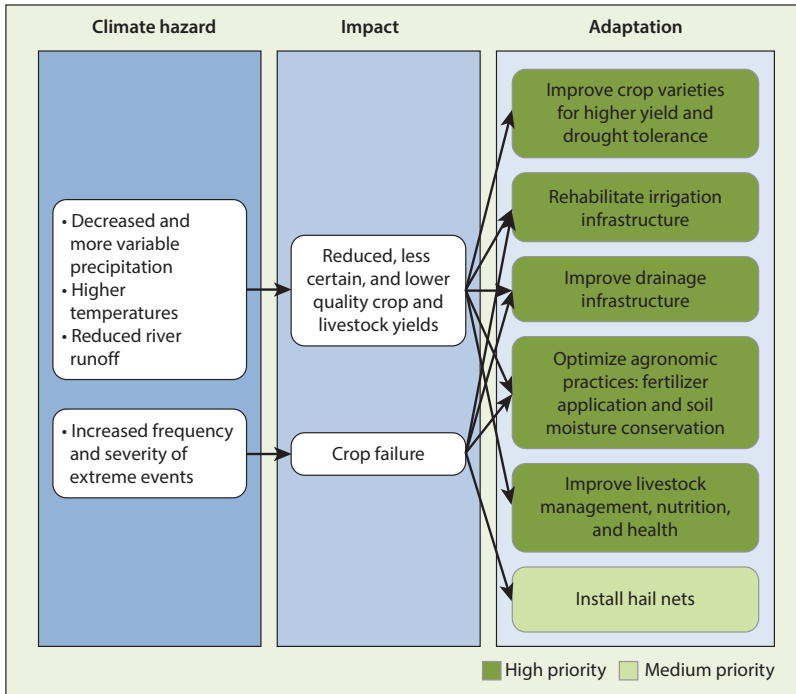 Climate hazard
Impact
Adaptation
• Decreased and
more variable
precipitation
• Higher
temperatures
• Reduced river
runoff
• Increased frequency
and severity of
extreme events
Reduced, less
certain, and lower
quality crop and
livestock yields
Crop failure
Improve crop varieties
for higher yield and
drought tolerance
Rehabilitate irrigation
infrastructure
Improve drainage
infrastructure
Optimize agronomic
practices: fertilizer
application and soil
moisture conservation
Improve livestock
management, nutrition,
and health
Install hail nets
High priority
Medium priority